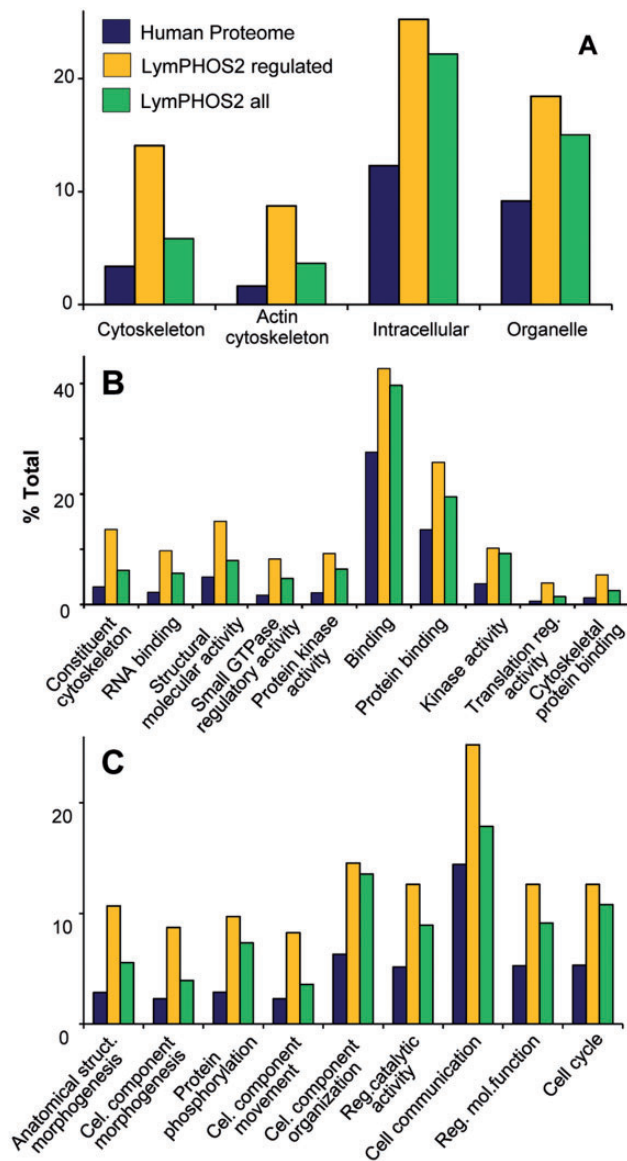 Human Proteome
LymPHOS2 regulated
LymPHOS2 all
A
20
10
0
Cytoskeleton
Actin
cytoskeleton
Intracellular
Organelle
B
% Total
40
20
0
Constituent
cytoskeleton
RNA binding
Structural
molecular activity
Small GTPase
regulatory activity
Protein kinase
activity
Binding
Protein binding
Kinase activity
Translation reg.
activity
Cytoskeletal
protein binding
C
20
10
0
Anatomical struct.
morphogenesis
Cel. component
morphogenesis
Protein
phosphorylation
Cel. component
movement
Cel. component
organization
Reg.catalytic
activity
Cell communication
Reg. mol.function
Cell cycle